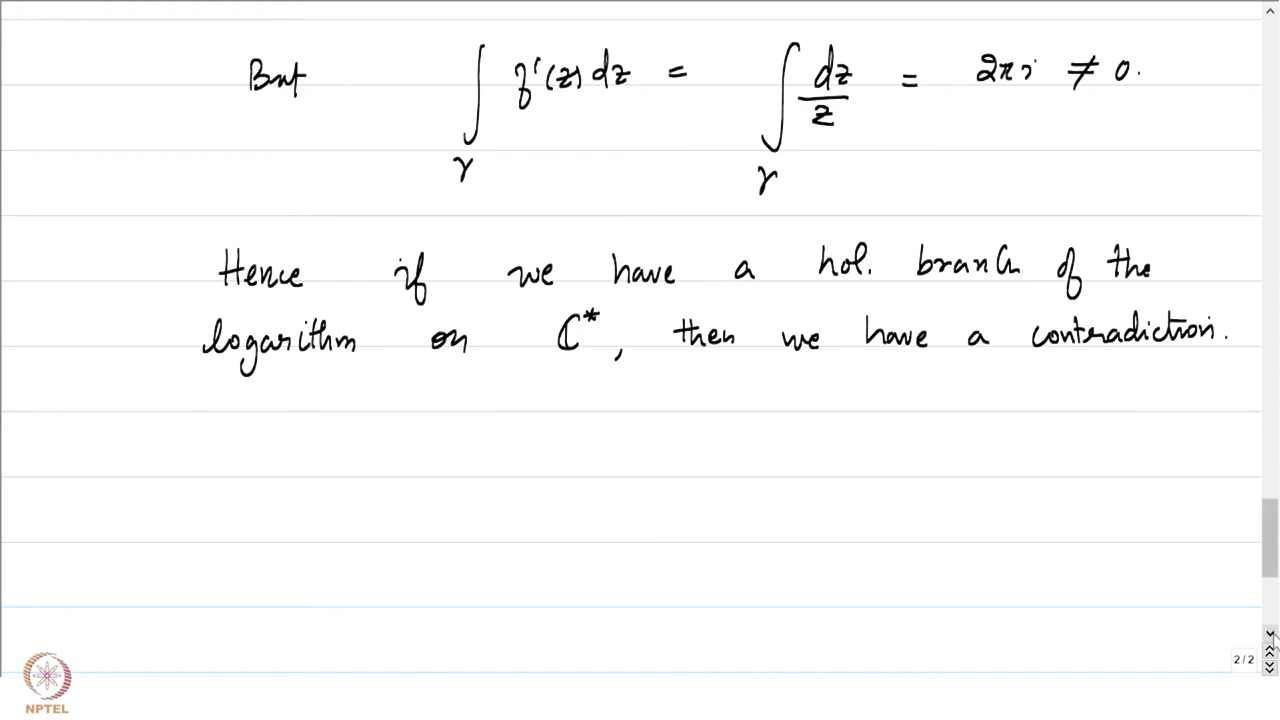 But ∫_γ g'(z) dz = ∫_γ dz/z = 2πi ≠ 0.
Hence if we have a hol. branch of the
logarithm on ℂ*, then we have a contradiction.
2/2
NPTEL